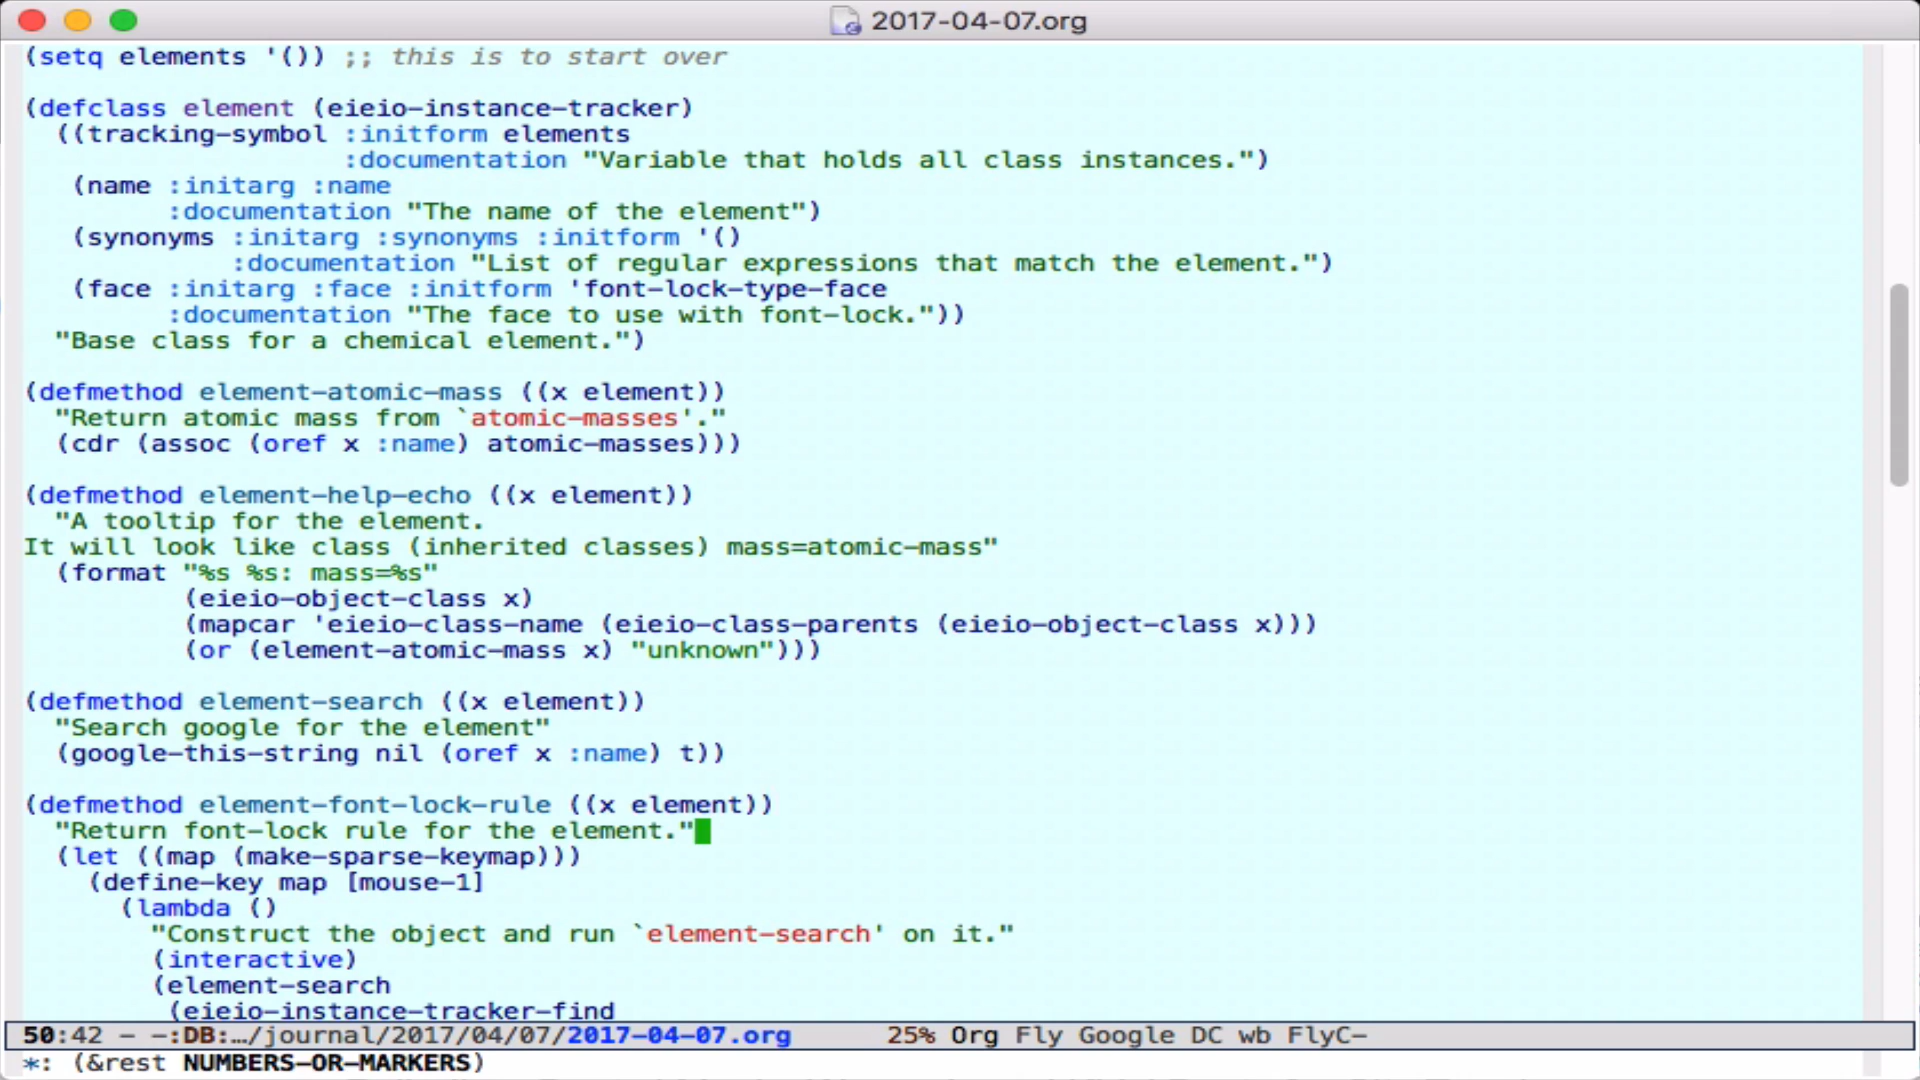 2017-04-07.org
(setq elements '()) ;; this is to start over
(defclass element (eieio-instance-tracker)
  ((tracking-symbol :initform elements
                    :documentation "Variable that holds all class instances.")
   (name :initarg :name
         :documentation "The name of the element")
   (synonyms :initarg :synonyms :initform '()
             :documentation "List of regular expressions that match the element.")
   (face :initarg :face :initform 'font-lock-type-face
         :documentation "The face to use with font-lock."))
  "Base class for a chemical element.")
(defmethod element-atomic-mass ((x element))
  "Return atomic mass from `atomic-masses'."
  (cdr (assoc (oref x :name) atomic-masses)))
(defmethod element-help-echo ((x element))
  "A tooltip for the element.
It will look like class (inherited classes) mass=atomic-mass"
  (format "%s %s: mass=%s"
          (eieio-object-class x)
          (mapcar 'eieio-class-name (eieio-class-parents (eieio-object-class x)))
          (or (element-atomic-mass x) "unknown")))
(defmethod element-search ((x element))
  "Search google for the element"
  (google-this-string nil (oref x :name) t))
(defmethod element-font-lock-rule ((x element))
  "Return font-lock rule for the element."
  (let ((map (make-sparse-keymap)))
    (define-key map [mouse-1]
      (lambda ()
        "Construct the object and run `element-search' on it."
        (interactive)
        (element-search
         (eieio-instance-tracker-find
50:42 - -:DB:…/journal/2017/04/07/2017-04-07.org 25% Org Fly Google DC wb FlyC-
*: (&rest NUMBERS-OR-MARKERS)